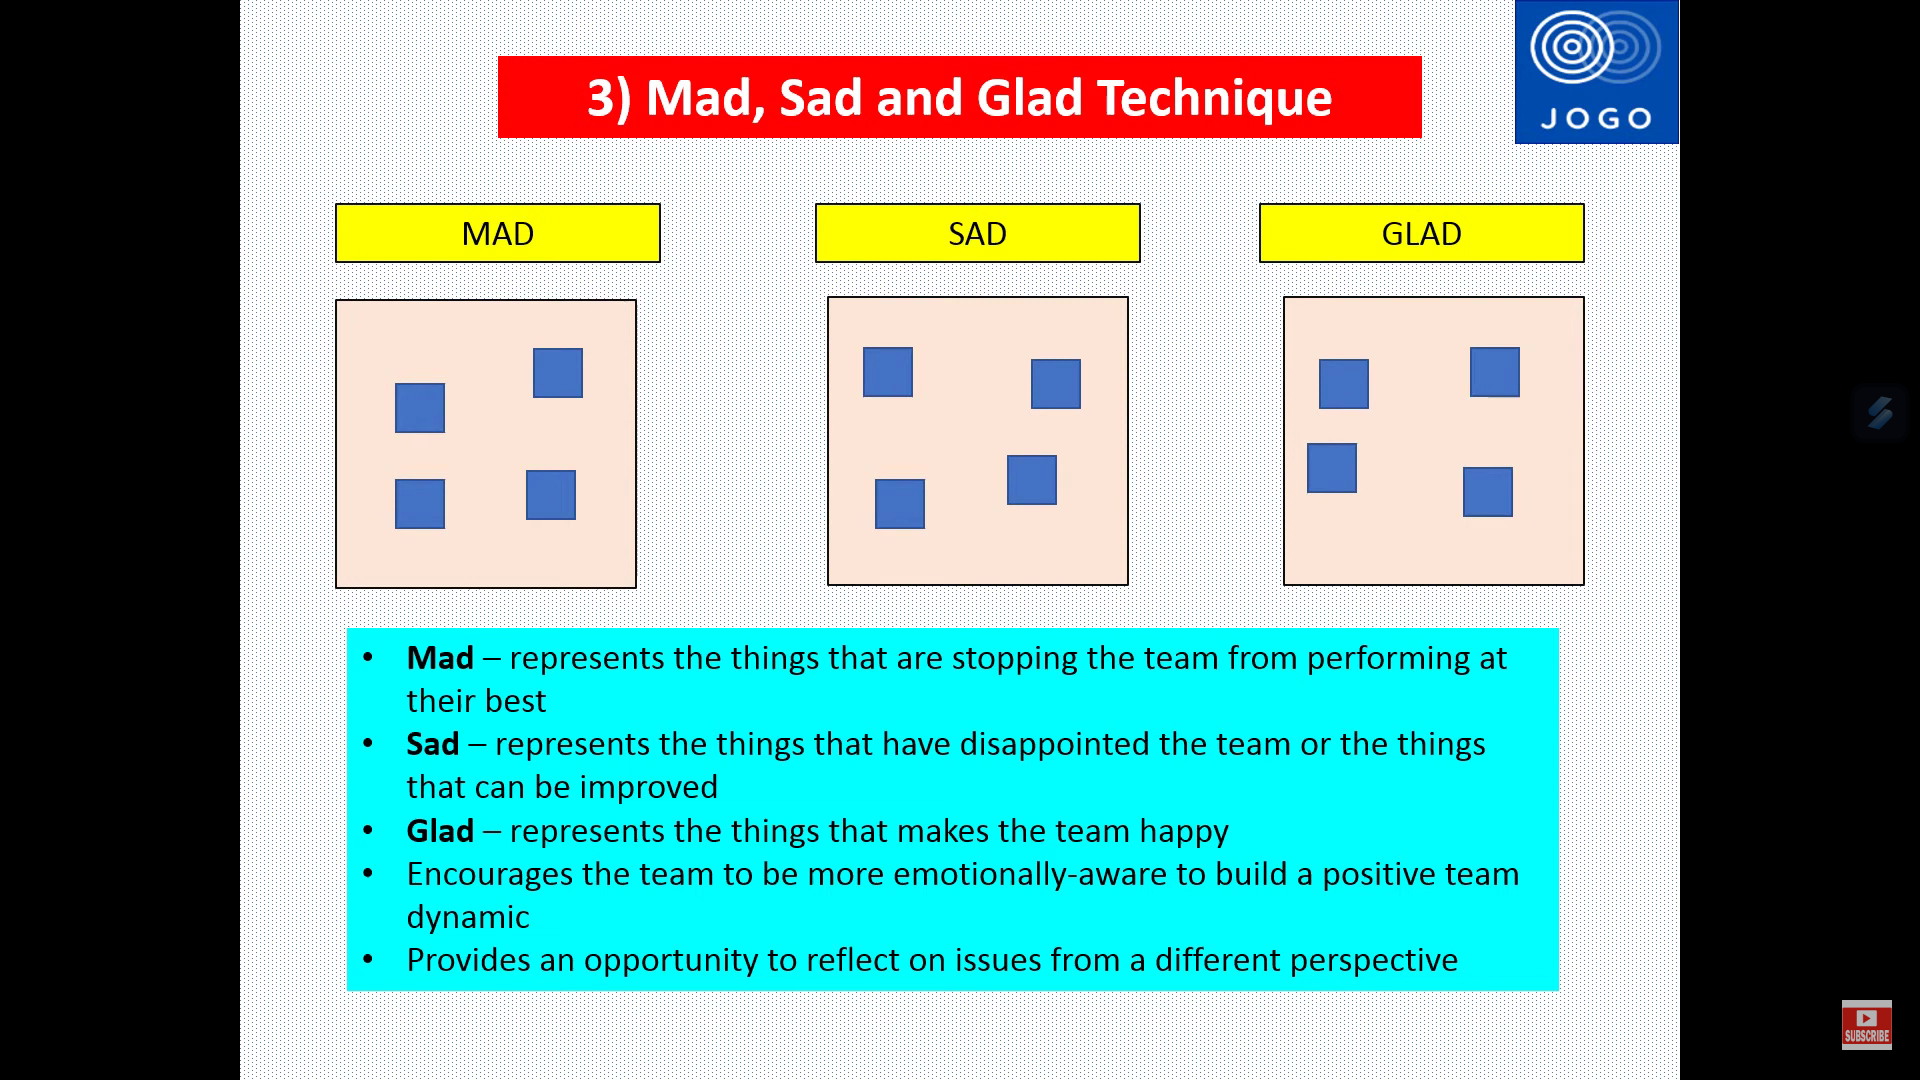 3) Mad, Sad and Glad Technique
JOGO
MAD
SAD
GLAD
• Mad – represents the things that are stopping the team from performing at
their best
• Sad – represents the things that have disappointed the team or the things
that can be improved
• Glad – represents the things that makes the team happy
• Encourages the team to be more emotionally-aware to build a positive team
dynamic
• Provides an opportunity to reflect on issues from a different perspective
SUBSCRIBE